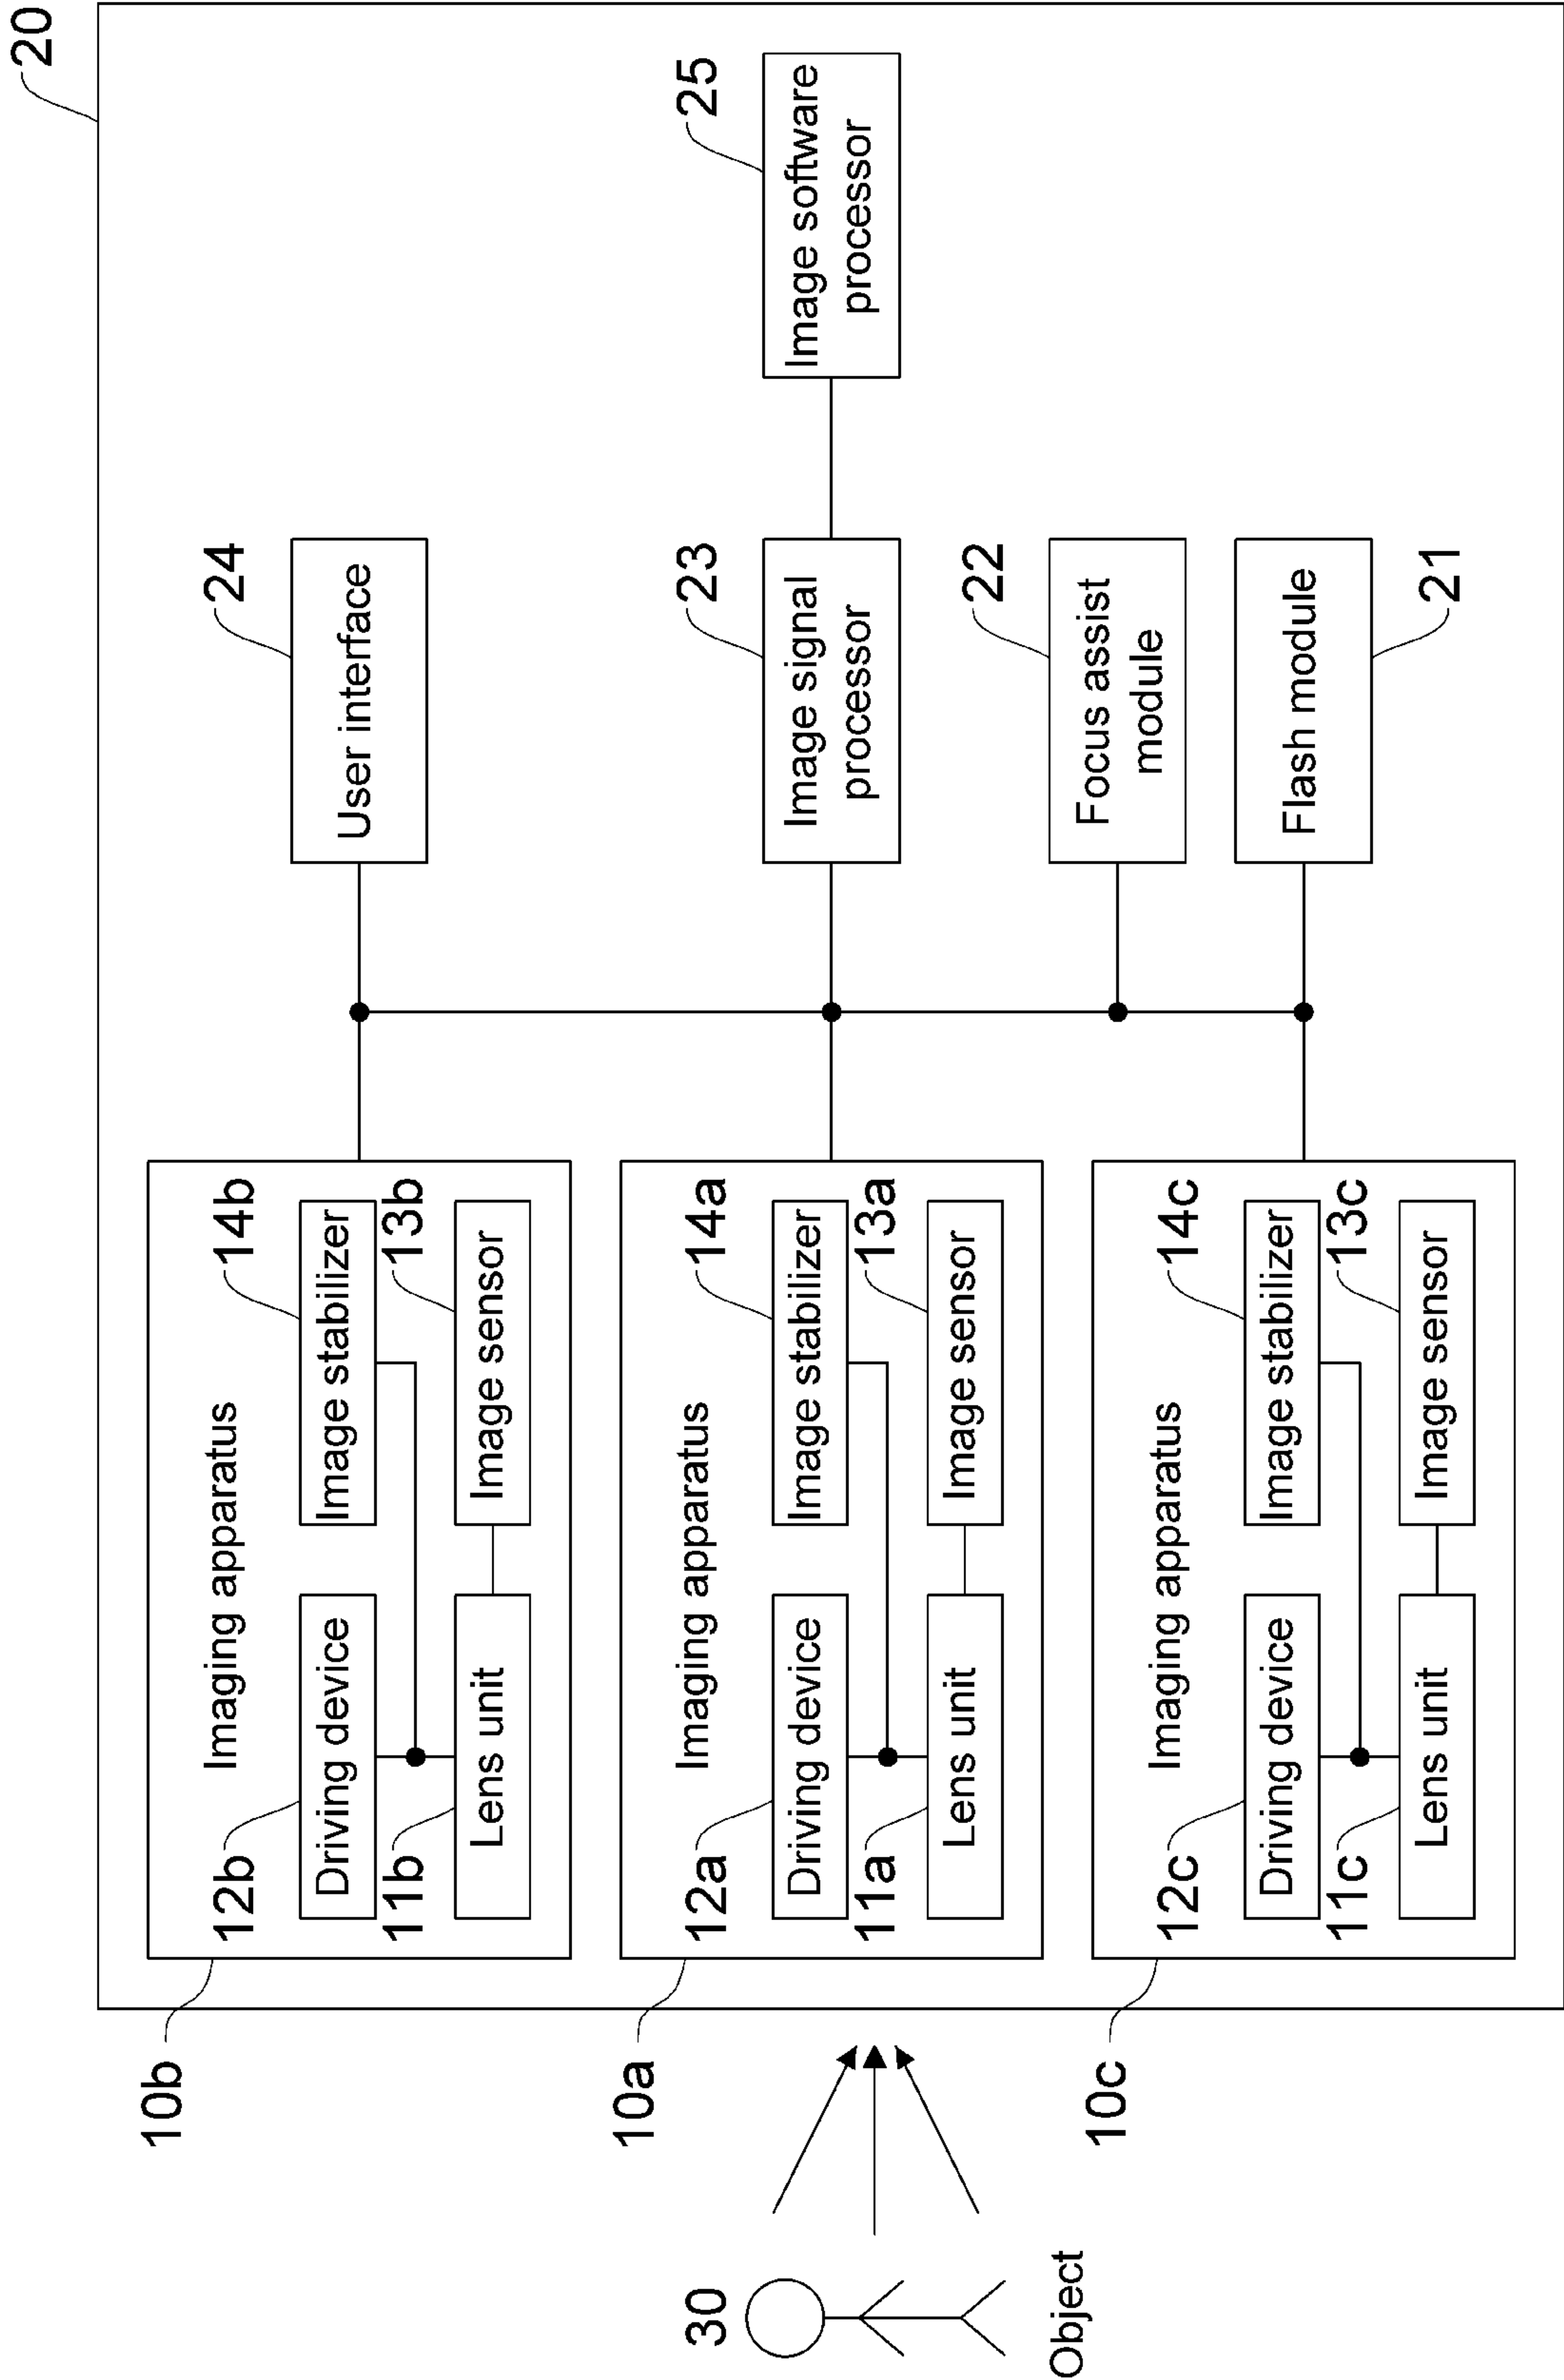 20
10b
Imaging apparatus
12b
Driving device
14b
Image stabilizer
11b
Lens unit
13b
Image sensor
24
User interface
10a
Imaging apparatus
12a
Driving device
14a
Image stabilizer
11a
Lens unit
13a
Image sensor
23
Image signal
processor
25
Image software
processor
30
Object
10c
Imaging apparatus
12c
Driving device
14c
Image stabilizer
11c
Lens unit
13c
Image sensor
22
Focus assist
module
Flash module
21